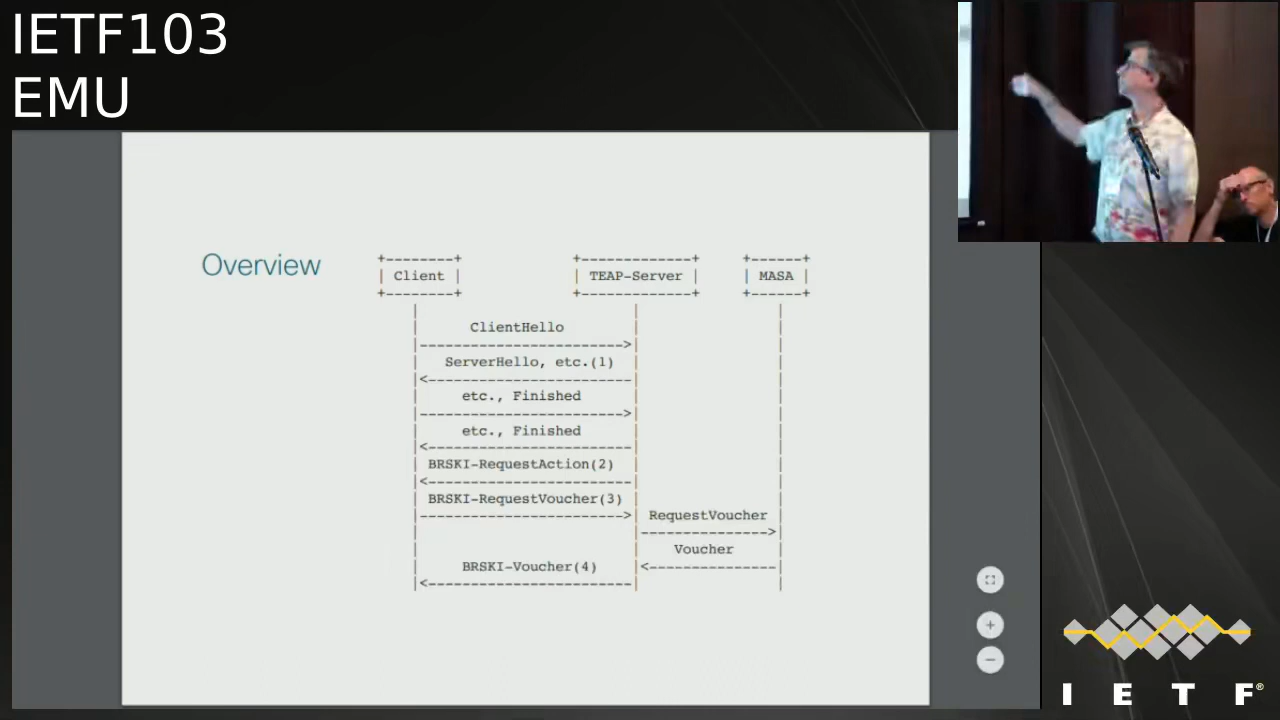 IETF103
EMU
Overview
Client
TEAP-Server
MASA
ClientHello
ServerHello, etc.(1)
etc., Finished
etc., Finished
BRSKI-RequestAction(2)
BRSKI-RequestVoucher(3)
RequestVoucher
Voucher
BRSKI-Voucher(4)
I E T F®